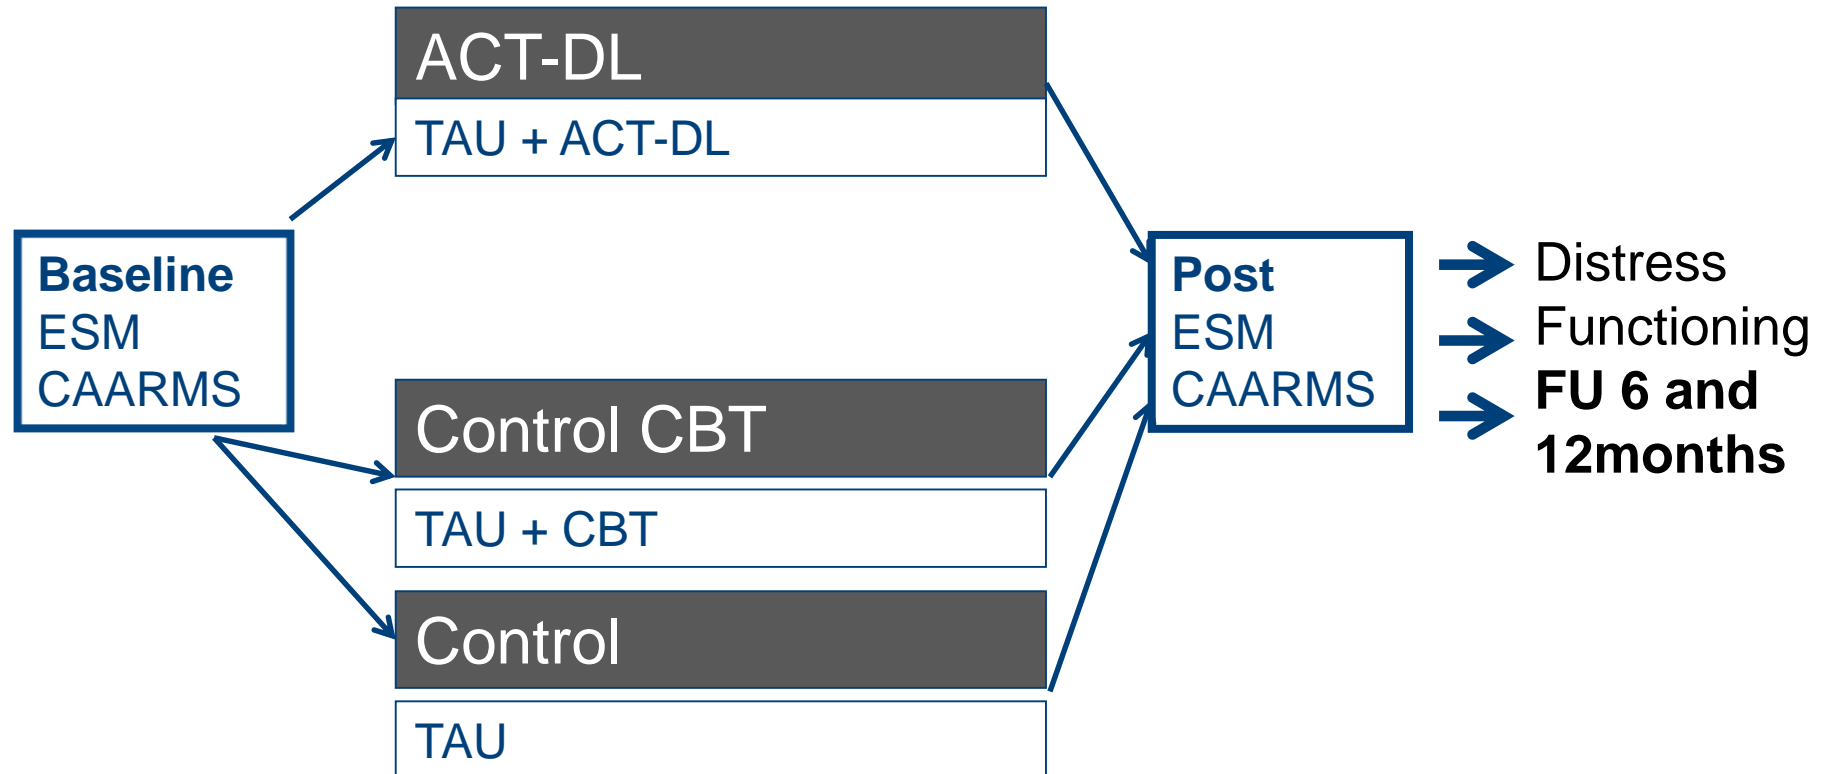 ACT-DL
TAU + ACT-DL
Baseline
ESM
CAARMS
Control CBT
TAU + CBT
Control
TAU
Post
ESM
CAARMS
Distress
Functioning
FU 6 and
12months